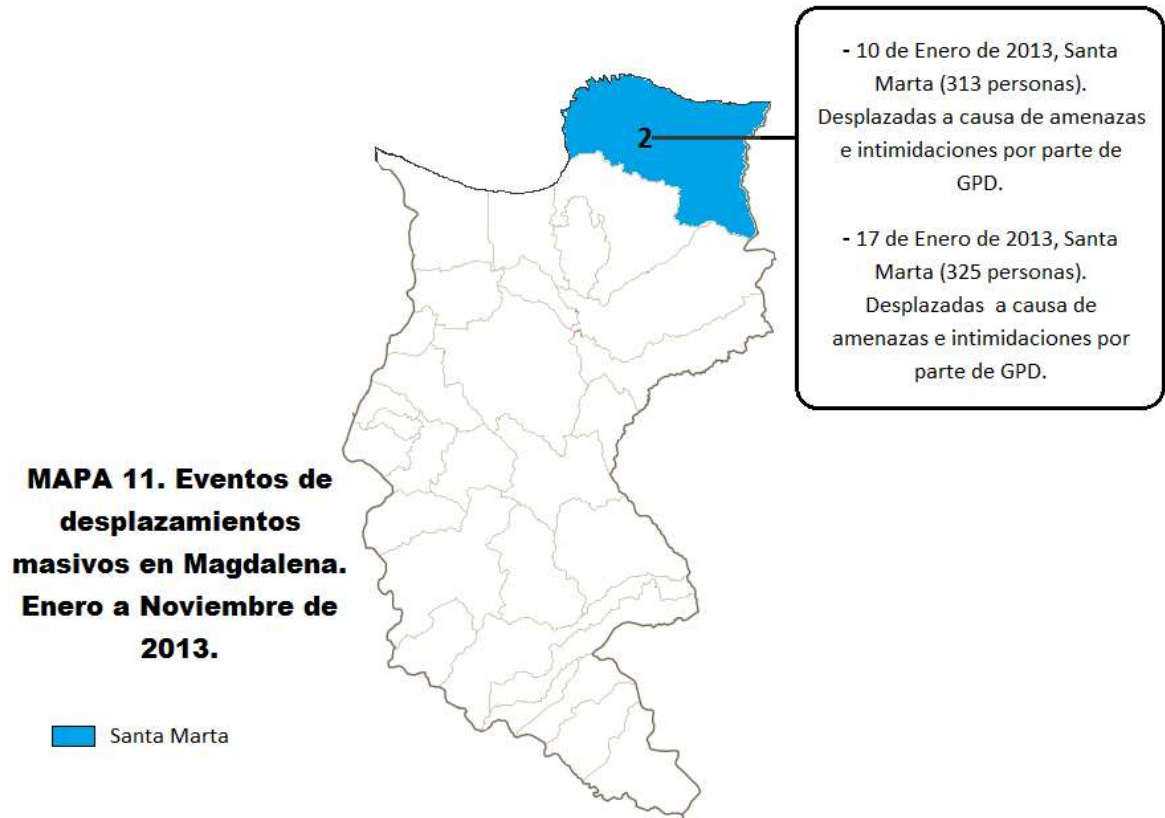 - 10 de Enero de 2013, Santa
Marta (313 personas).
Desplazadas a causa de amenazas
e intimidaciones por parte de
GPD.
- 17 de Enero de 2013, Santa
Marta (325 personas).
Desplazadas a causa de
amenazas e intimidaciones por
parte de GPD.
2
MAPA 11. Eventos de
desplazamientos
masivos en Magdalena.
Enero a Noviembre de
2013.
Santa Marta